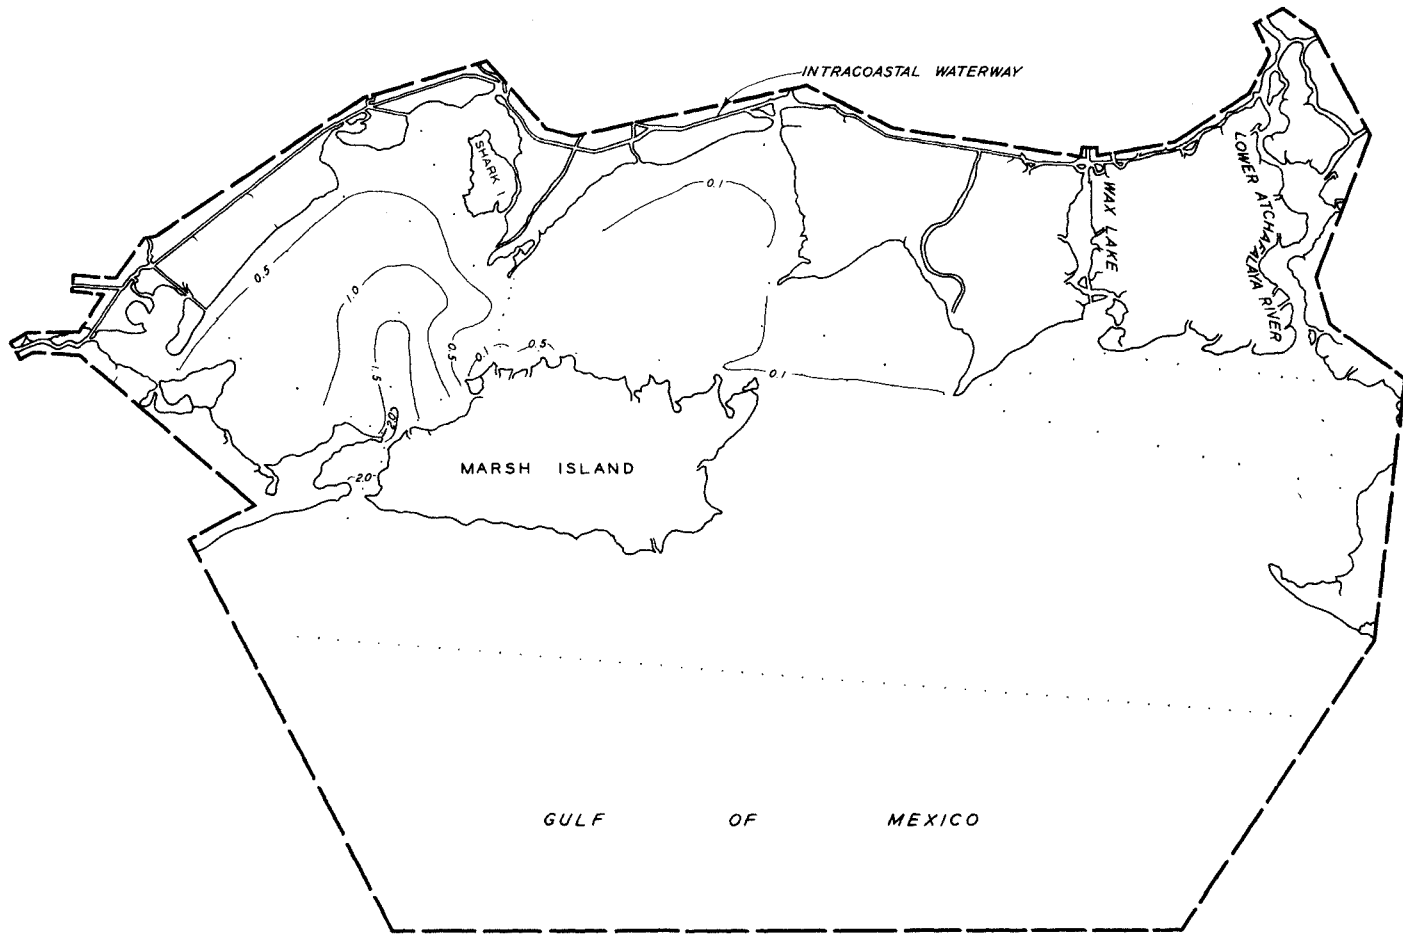 INTRACOASTAL WATERWAY
SHARK I
0.1
LOWER ATCHAFALAYA RIVER
WAX LAKE
0.5
1.0
0.5
0.1
0.5
1.5
0.1
2.0
MARSH ISLAND
2.0
GULF OF MEXICO